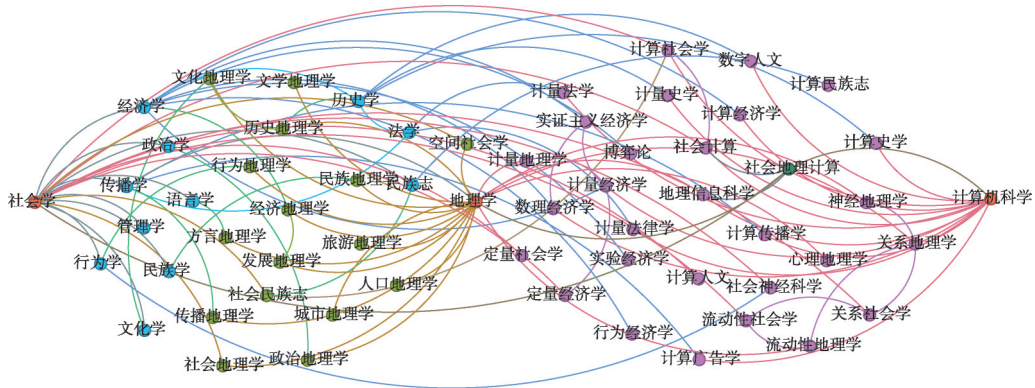 计算社会学
数字人文
文化地理学
文学地理学
计算民族志
历史学
计量法学
计量史学
经济学
计算经济学
实证主义经济学
历史地理学
法学
空间社会学
计算史学
政治学
博弈论
社会计算
计量地理学
行为地理学
社会地理计算
民族地理学
民族志
传播学
计量经济学
地理信息科学
社会学
语言学
地理学
神经地理学
计算机科学
经济地理学
数理经济学
管理学
计量法律学
方言地理学
计算传播学
旅游地理学
关系地理学
定量社会学
行为学
发展地理学
实验经济学
心理地理学
民族学
计算人文
人口地理学
社会神经科学
社会民族志
定量经济学
传播地理学
城市地理学
关系社会学
流动性社会学
文化学
行为经济学
流动性地理学
社会地理学
政治地理学
计算广告学